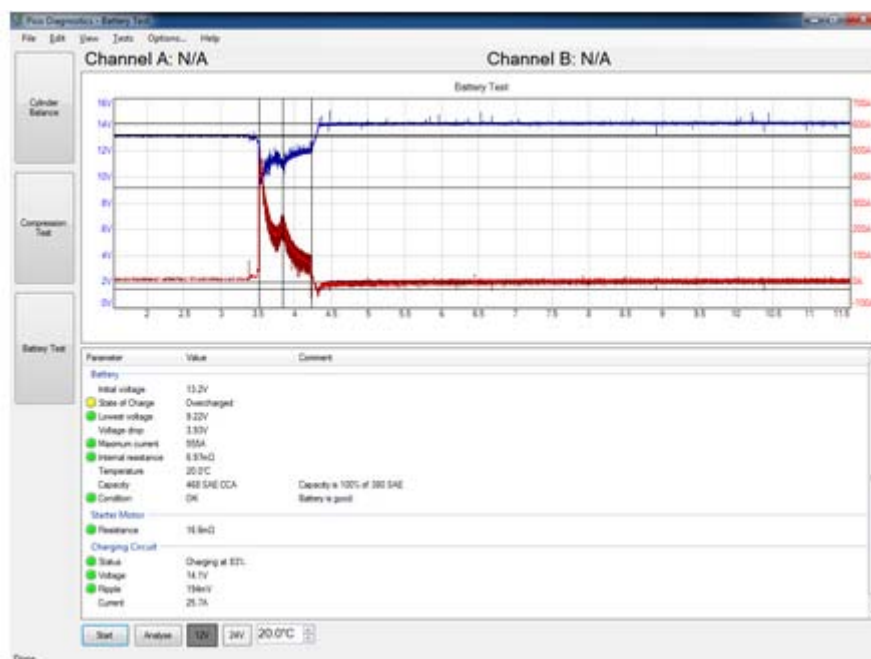 Pico Diagnostics - Battery Test
File Edit View Tests Options... Help
Channel A: N/A Channel B: N/A
Cylinder Balance
Compression Test
Battery Test
Battery Test
16V 14V 12V 10V 8V 6V 4V 2V 0V
700A 600A 500A 400A 300A 200A 100A 0A -100A
2 2.5 3 3.5 4 4.5 5 5.5 6 6.5 7 7.5 8 8.5 9 9.5 10 10.5 11 11.5
Parameter Value Comment
Battery
Initial voltage 13.2V
State of Charge Overcharged
Lowest voltage 9.22V
Voltage drop 3.93V
Maximum current 555A
Internal resistance 6.97mΩ
Temperature 20.0°C
Capacity 468 SAE CCA Capacity is 100% of 380 SAE
Condition OK Battery is good
Starter Motor
Resistance 16.6mΩ
Charging Circuit
Status Charging at 93%
Voltage 14.1V
Ripple 194mV
Current 25.7A
Start Analyse 12V 24V 20.0°C